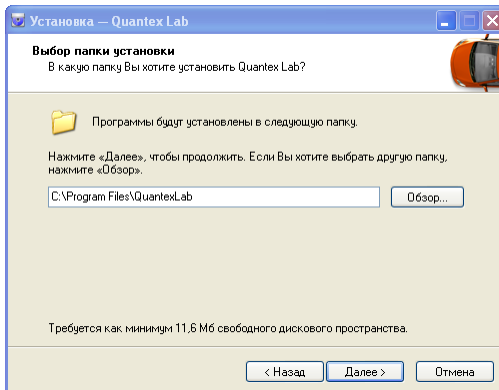 Установка — Quantex Lab
Выбор папки установки
В какую папку Вы хотите установить Quantex Lab?
Программы будут установлены в следующую папку.
Нажмите «Далее», чтобы продолжить. Если Вы хотите выбрать другую папку,
нажмите «Обзор».
C:\Program Files\QuantexLab
Обзор...
Требуется как минимум 11,6 Мб свободного дискового пространства.
< Назад
Далее >
Отмена